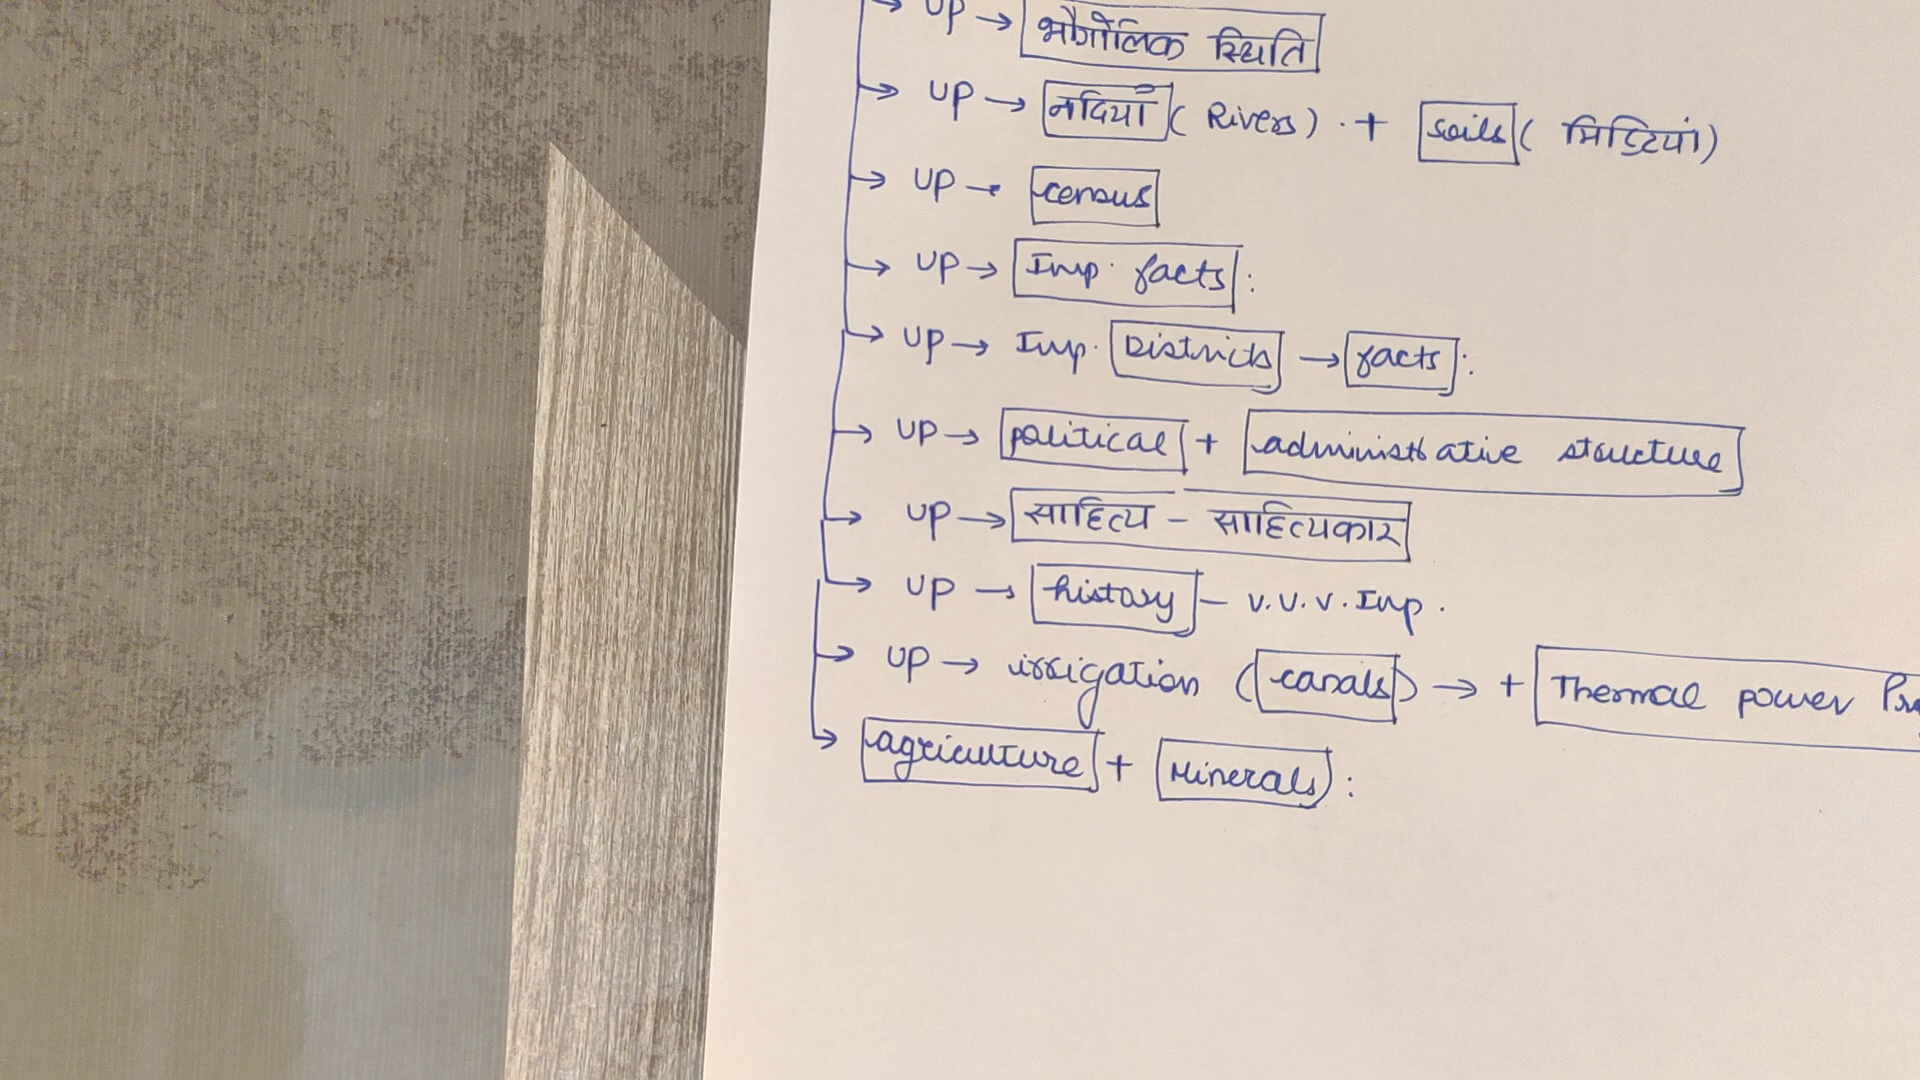 → UP → भौगोलिक स्थिति
→ UP → नदियाँ ( Rivers ) . + Soils ( मिट्टियां )
→ UP → census
→ UP → Imp. facts :
→ UP → Imp. Districts → facts :
→ UP → political + administrative structure
→ UP → साहित्य - साहित्यकार
→ UP → history - V.V.V. Imp.
→ UP → irrigation ( canals ) → + Thermal power
→ agriculture + Minerals :